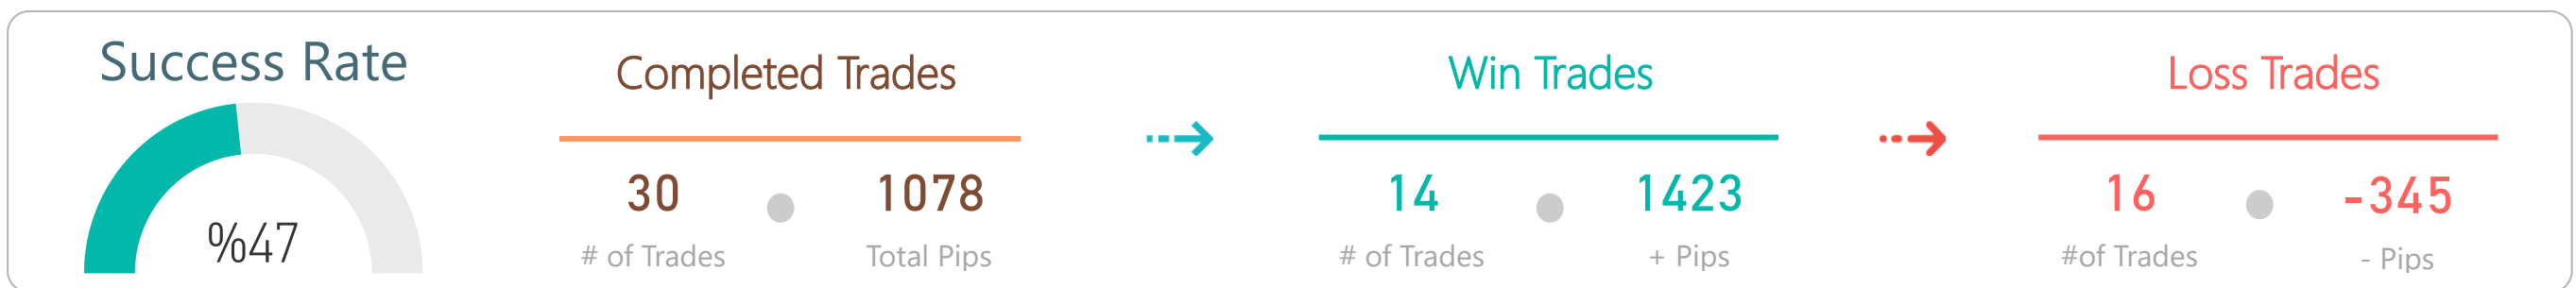 Success Rate
%47
Completed Trades
30 1078
# of Trades Total Pips
Win Trades
14 1423
# of Trades + Pips
Loss Trades
16 -345
#of Trades - Pips